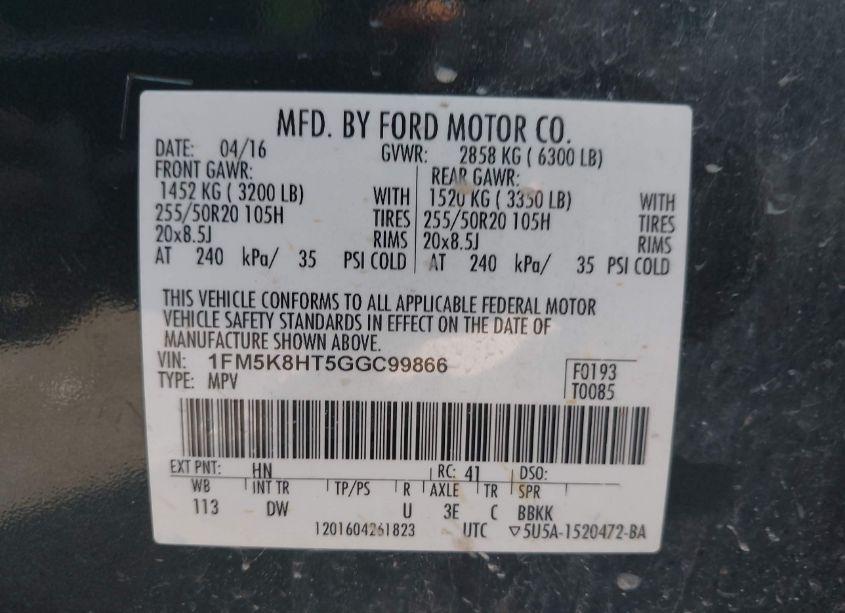 MFD. BY FORD MOTOR CO.
DATE: 04/16 GVWR: 2858 KG ( 6300 LB)
FRONT GAWR: REAR GAWR:
1452 KG ( 3200 LB) WITH 1520 KG ( 3350 LB) WITH
255/50R20 105H TIRES 255/50R20 105H TIRES
20x8.5J RIMS 20x8.5J RIMS
AT 240 kPa/ 35 PSI COLD AT 240 kPa/ 35 PSI COLD
THIS VEHICLE CONFORMS TO ALL APPLICABLE FEDERAL MOTOR
VEHICLE SAFETY STANDARDS IN EFFECT ON THE DATE OF
MANUFACTURE SHOWN ABOVE.
VIN: 1FM5K8HT5GGC99866 F0193
TYPE: MPV T0085
EXT PNT: HN RC: 41 DSO:
WB INT TR TP/PS R AXLE TR SPR
113 DW U 3E C BBKK
1201604261823 UTC ▽5U5A-1520472-BA